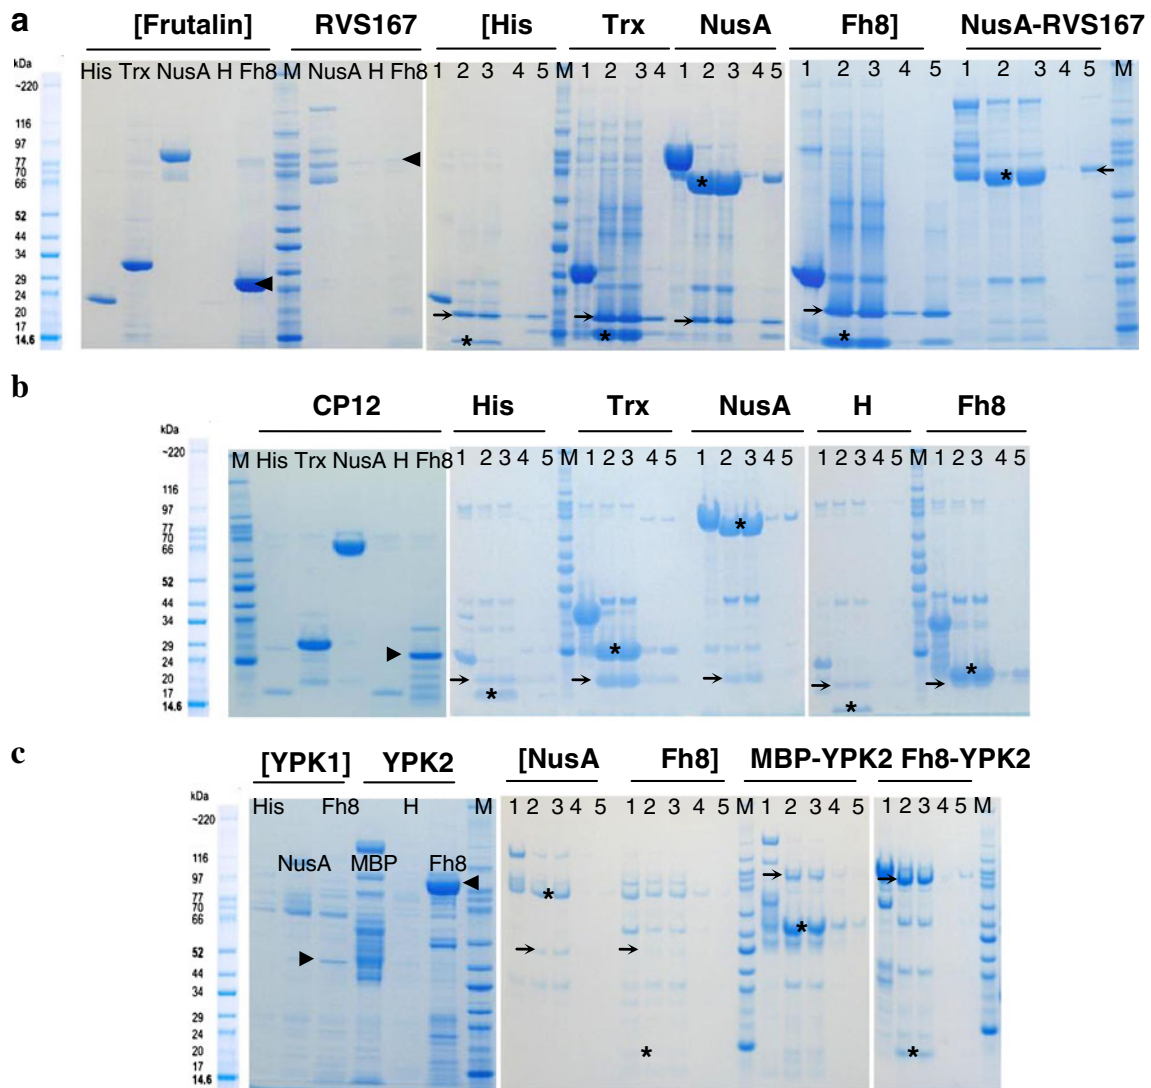 a
[Frutalin] RVS167 [His Trx NusA Fh8] NusA-RVS167
kDa His Trx NusA H Fh8 M NusA H Fh8 1 2 3 4 5 M 1 2 3 4 1 2 3 4 5 1 2 3 4 5 1 2 3 4 5 M
~220
116
97
77
70
66
52
44
34
29
24
20
17
14.6
* * * * *
b
CP12 His Trx NusA H Fh8
kDa
M His Trx NusA H Fh8 1 2 3 4 5 M 1 2 3 4 5 1 2 3 4 5 1 2 3 4 5 M 1 2 3 4 5
~220
116
97
77
70
66
52
44
34
29
24
20
17
14.6
* * * * *
c
[YPK1] YPK2 [NusA Fh8] MBP-YPK2 Fh8-YPK2
kDa
His Fh8 H M 1 2 3 4 5 1 2 3 4 5 M 1 2 3 4 5 1 2 3 4 5 M
~220
NusA MBP Fh8
116
97
77
70
66
52
44
34
29
24
20
17
14.6
* * * *